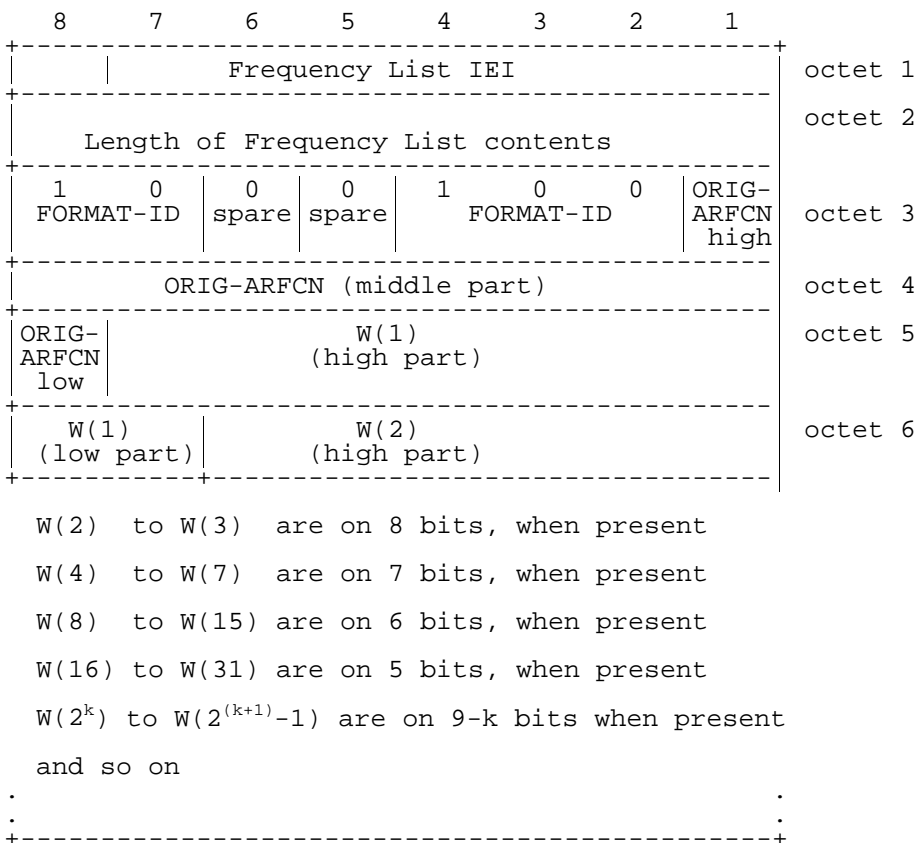 8 7 6 5 4 3 2 1
Frequency List IEI octet 1
octet 2
Length of Frequency List contents
1 0 0 0 1 0 0 ORIG-
FORMAT-ID spare spare FORMAT-ID ARFCN octet 3
high
ORIG-ARFCN (middle part) octet 4
ORIG- W(1) octet 5
ARFCN (high part)
low
W(1) W(2) octet 6
(low part) (high part)
W(2) to W(3) are on 8 bits, when present
W(4) to W(7) are on 7 bits, when present
W(8) to W(15) are on 6 bits, when present
W(16) to W(31) are on 5 bits, when present
W(2^k) to W(2^(k+1)-1) are on 9-k bits when present
and so on
. .
. .